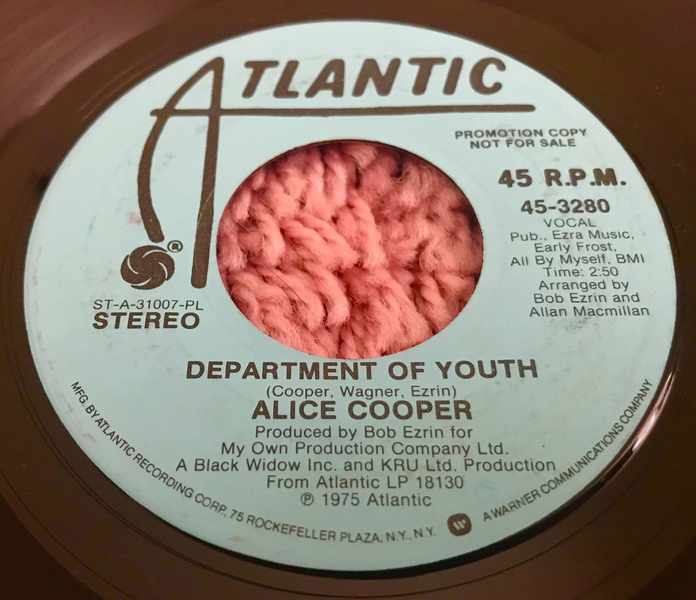 ATLANTIC
PROMOTION COPY
NOT FOR SALE
45 R.P.M.
45-3280
VOCAL
Pub., Ezra Music,
Early Frost,
All By Myself, BMI
Time: 2:50
Arranged by
Bob Ezrin and
Allan Macmillan
®
ST-A-31007-PL
STEREO
DEPARTMENT OF YOUTH
(Cooper, Wagner, Ezrin)
ALICE COOPER
Produced by Bob Ezrin for
My Own Production Company Ltd.
A Black Widow Inc. and KRU Ltd. Production
From Atlantic LP 18130
℗ 1975 Atlantic
MFG. BY ATLANTIC RECORDING CORP., 75 ROCKEFELLER PLAZA, N.Y., N.Y. W A WARNER COMMUNICATIONS COMPANY